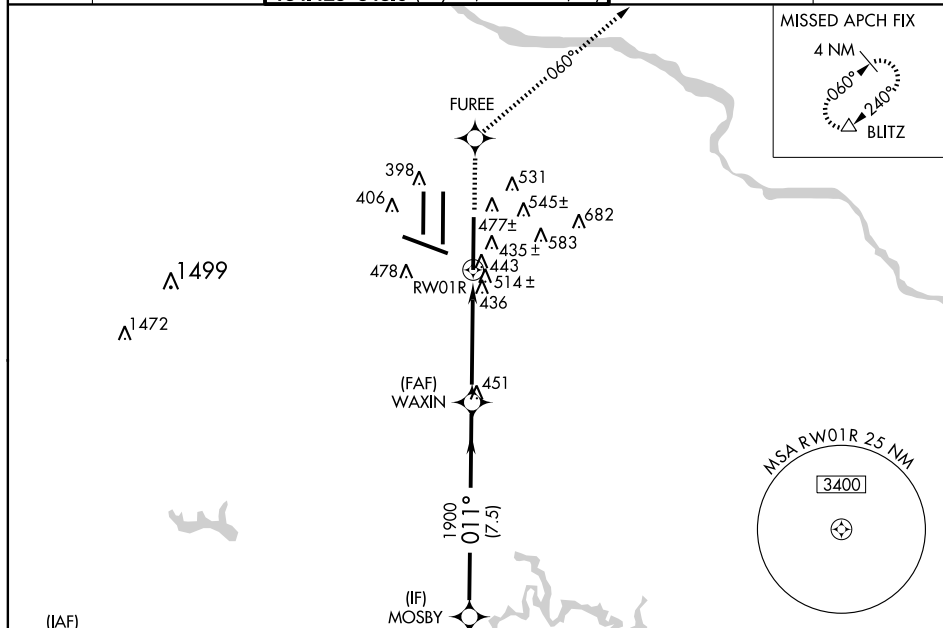 MISSED APCH FIX
4 NM
060°
240°
BLITZ
060°
FUREE
398
531
406
545±
682
477±
583
435±
443
478
RW01R
514±
436
1499
1472
(FAF)
WAXIN
451
MSA RW01R 25 NM
3400
1900
011°
(7.5)
(IF)
MOSBY
(IAF)